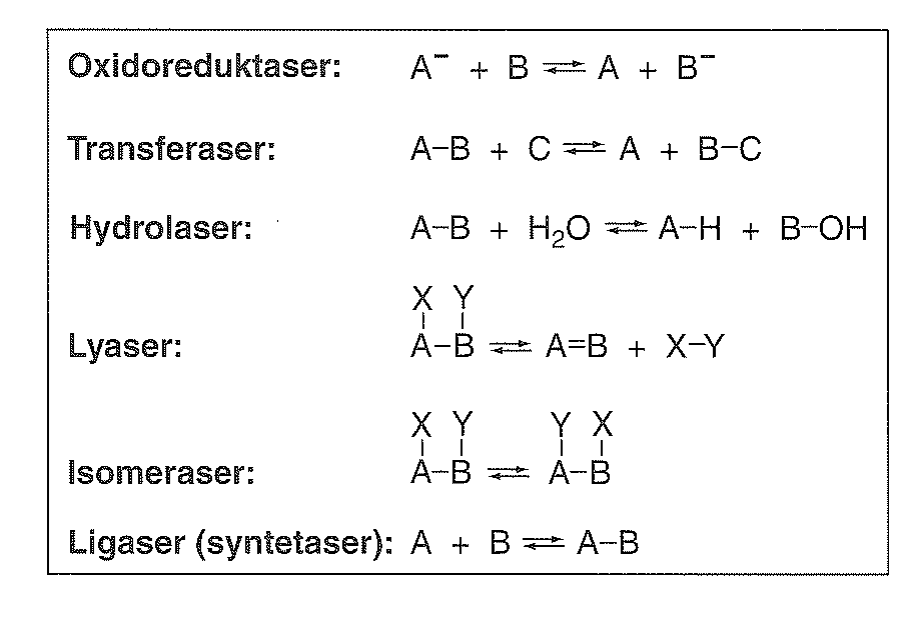 Oxidoreduktaser: A⁻ + B ⇌ A + B⁻
Transferaser: A–B + C ⇌ A + B–C
Hydrolaser: A–B + H₂O ⇌ A–H + B–OH
X Y
Lyaser: A–B ⇌ A=B + X–Y
X Y Y X
Isomeraser: A–B ⇌ A–B
Ligaser (syntetaser): A + B ⇌ A–B